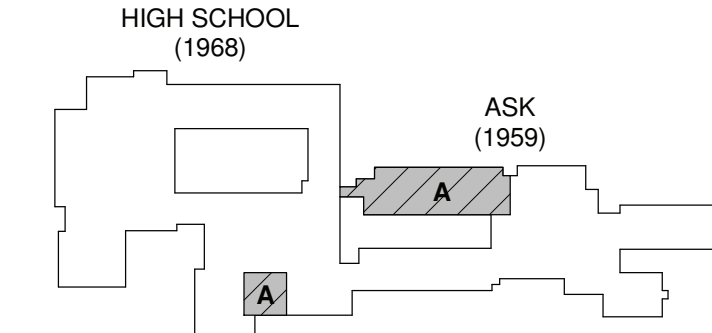 HIGH SCHOOL
(1968)
ASK
(1959)
A
A